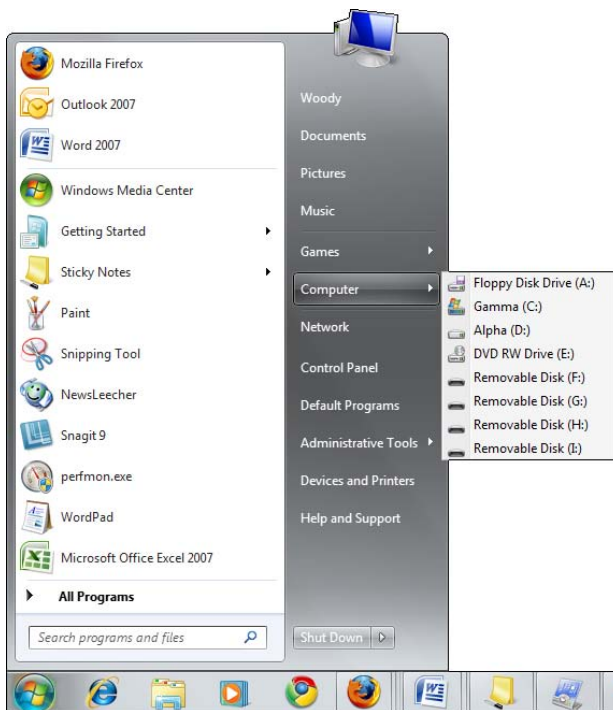 Mozilla Firefox
Outlook 2007
Word 2007
Windows Media Center
Getting Started
Sticky Notes
Paint
Snipping Tool
NewsLeecher
Snagit 9
perfmon.exe
WordPad
Microsoft Office Excel 2007
All Programs
Search programs and files
Woody
Documents
Pictures
Music
Games
Computer
Network
Control Panel
Default Programs
Administrative Tools
Devices and Printers
Help and Support
Shut Down
Floppy Disk Drive (A:)
Gamma (C:)
Alpha (D:)
DVD RW Drive (E:)
Removable Disk (F:)
Removable Disk (G:)
Removable Disk (H:)
Removable Disk (I:)